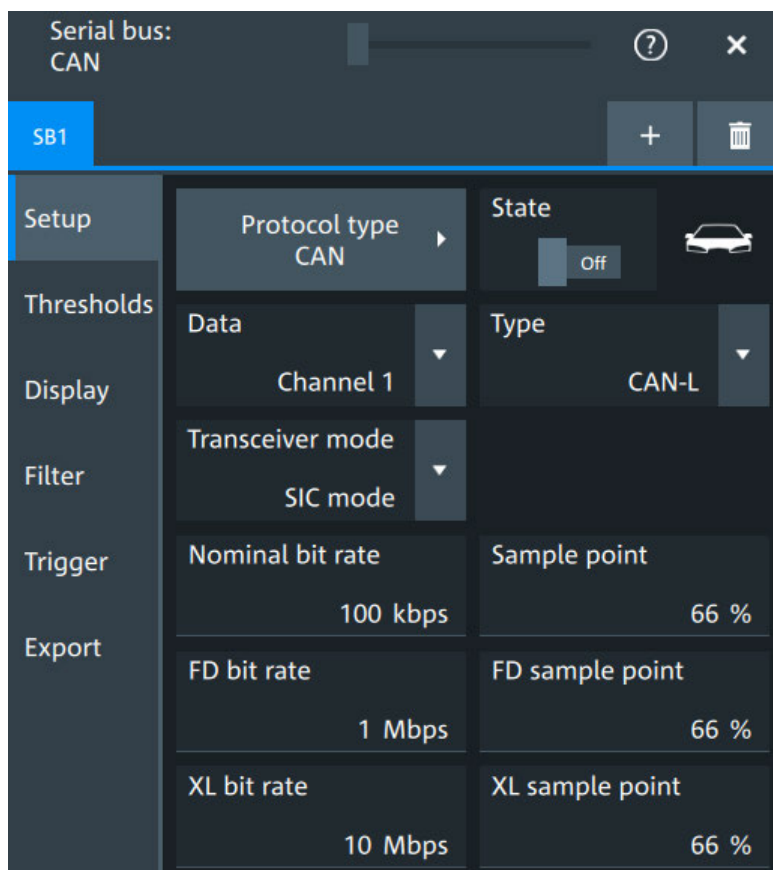 Serial bus:
CAN
?
×
SB1
+
Setup
Thresholds
Display
Filter
Trigger
Export
Protocol type
CAN
State
Off
Data
Channel 1
Type
CAN-L
Transceiver mode
SIC mode
Nominal bit rate
100 kbps
Sample point
66 %
FD bit rate
1 Mbps
FD sample point
66 %
XL bit rate
10 Mbps
XL sample point
66 %